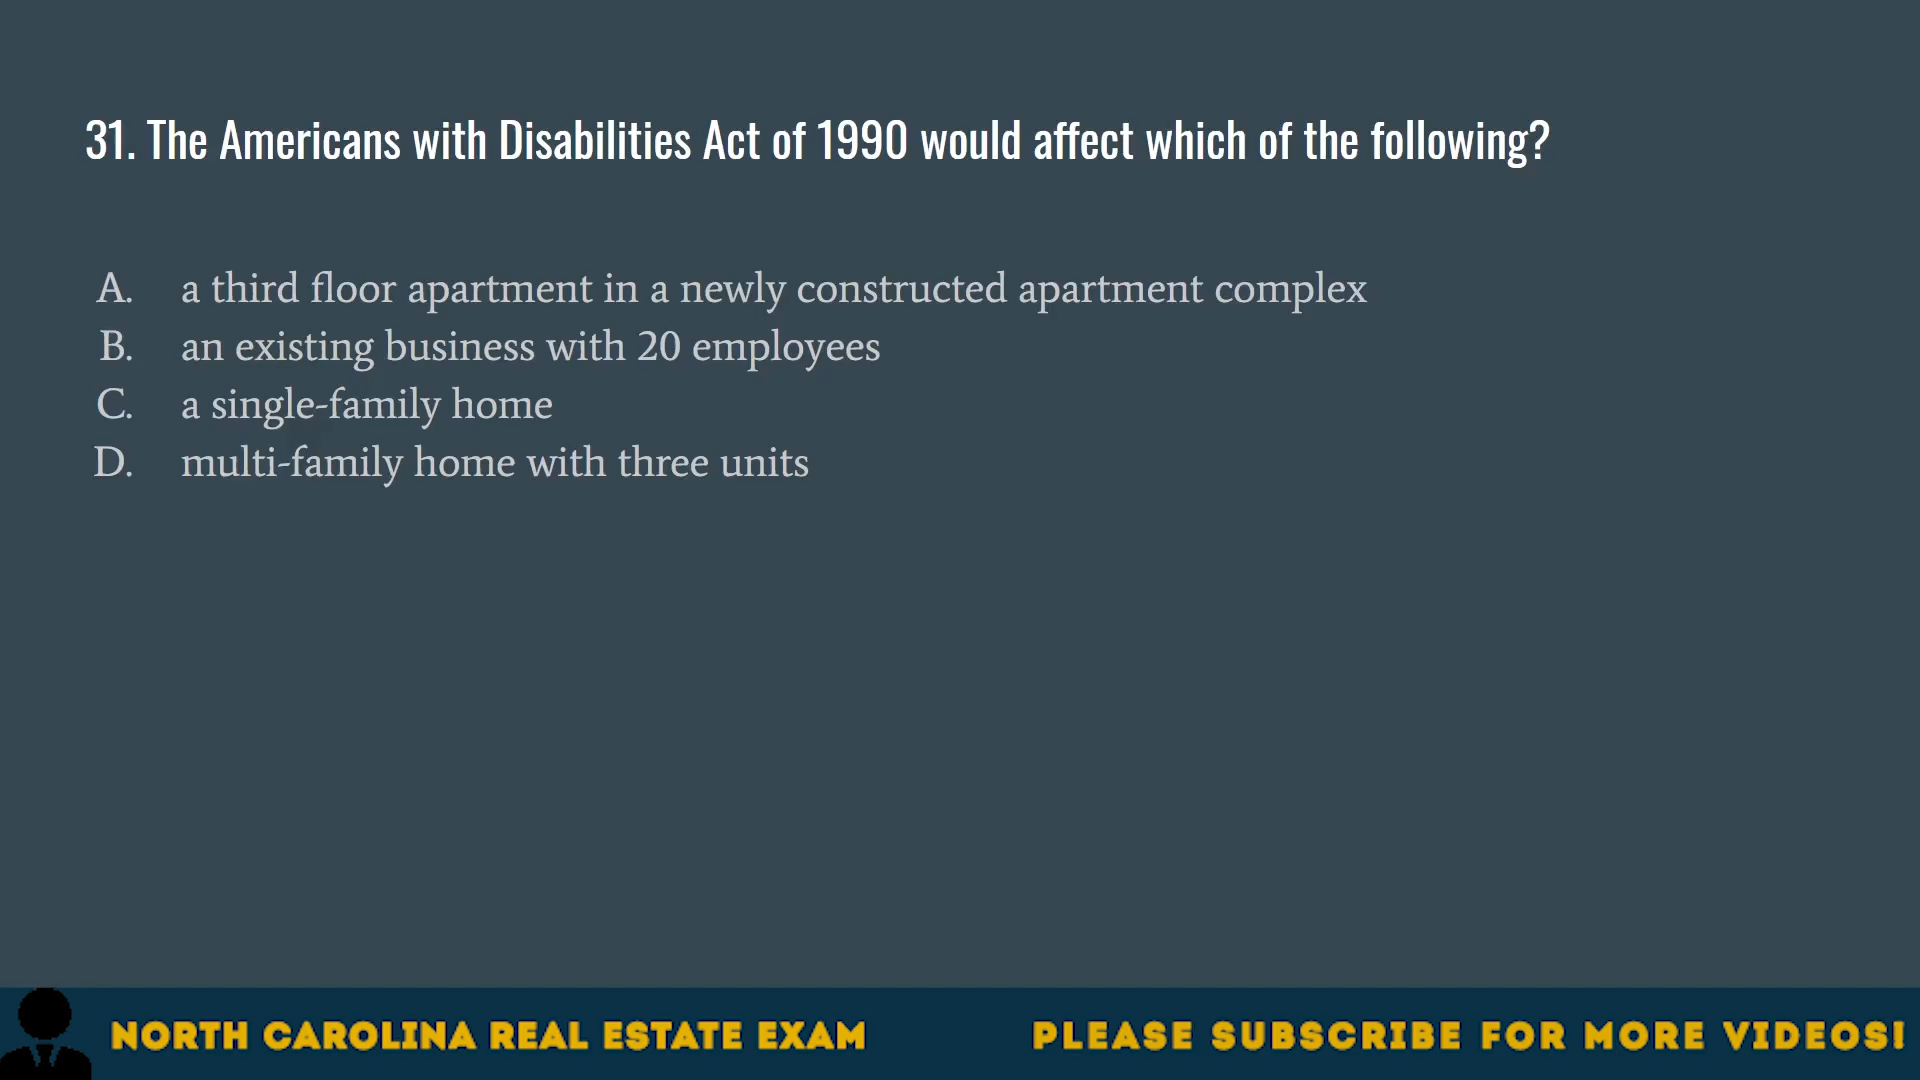 31. The Americans with Disabilities Act of 1990 would affect which of the following?
A. a third floor apartment in a newly constructed apartment complex
B. an existing business with 20 employees
C. a single-family home
D. multi-family home with three units
NORTH CAROLINA REAL ESTATE EXAM
PLEASE SUBSCRIBE FOR MORE VIDEOS!